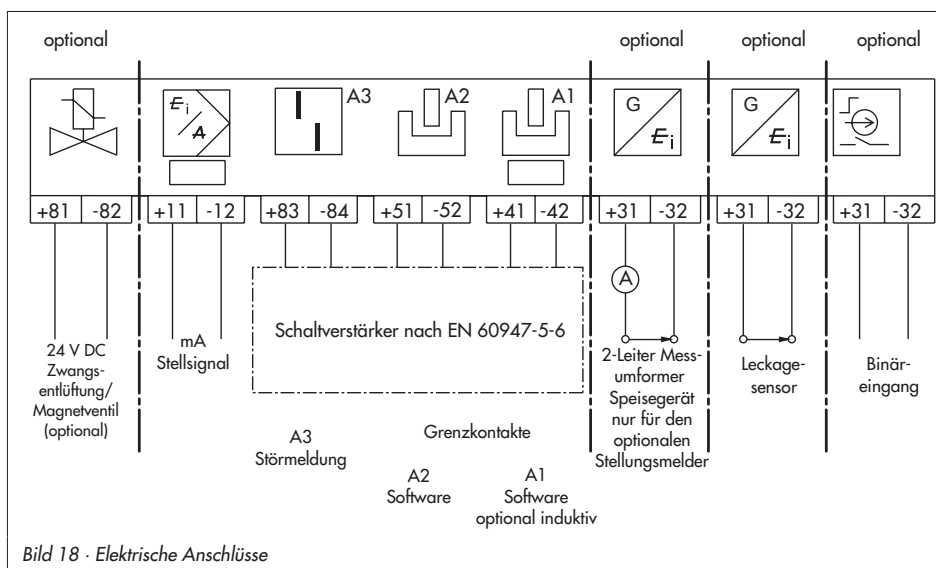 optional optional optional optional
A3 A2 A1
E i / A
G E i
G E i
+81 -82 +11 -12 +83 -84 +51 -52 +41 -42 +31 -32 +31 -32 +31 -32
A
Schaltverstärker nach EN 60947-5-6
24 V DC
Zwangs-
entlüftung/
Magnetventil
(optional)
mA
Stellsignal
A3
Störmeldung
Grenzkontakte
A2
Software
A1
Software
optional induktiv
2-Leiter Mess-
umformer
Speisegerät
nur für den
optionalen
Stellungsmelder
Leckage-
sensor
Binär-
eingang
Bild 18 · Elektrische Anschlüsse